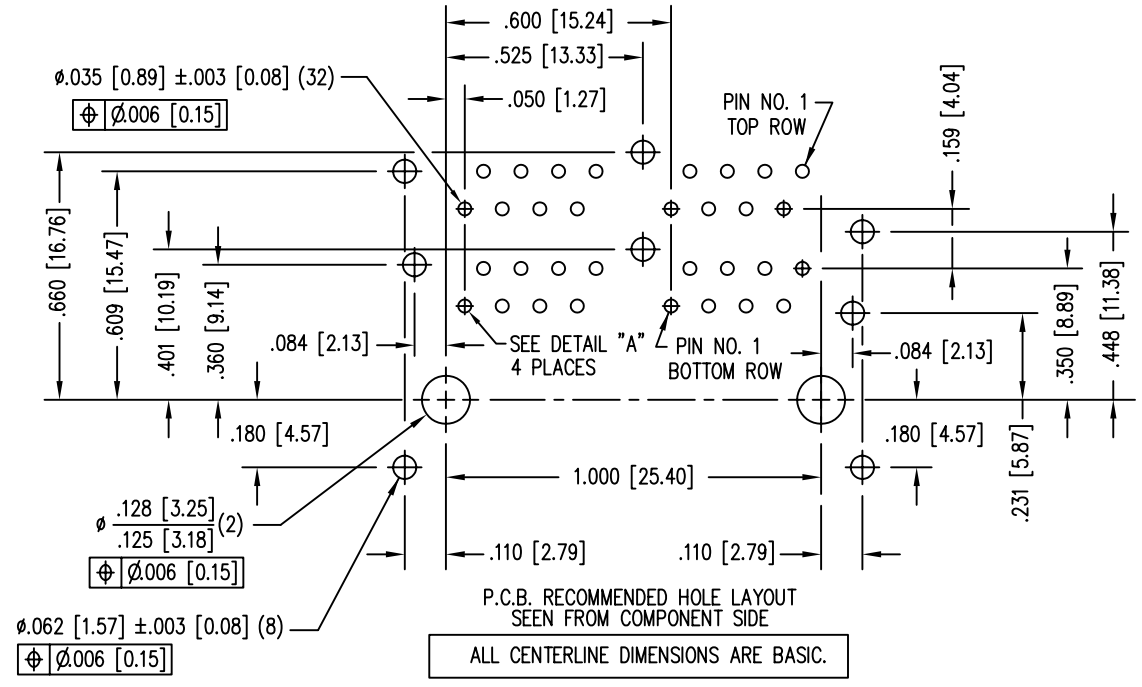 .600 [15.24]
.525 [13.33]
ø.035 [0.89] ±.003 [0.08] (32)
.050 [1.27]
⌖ Ø.006 [0.15]
PIN NO. 1
TOP ROW
.159 [4.04]
.660 [16.76]
.609 [15.47]
.401 [10.19]
.360 [9.14]
.084 [2.13]
SEE DETAIL "A"
4 PLACES
PIN NO. 1
BOTTOM ROW
.084 [2.13]
.350 [8.89]
.448 [11.38]
.180 [4.57]
.180 [4.57]
.231 [5.87]
1.000 [25.40]
ø .128 [3.25] (2)
.125 [3.18]
⌖ Ø.006 [0.15]
.110 [2.79]
.110 [2.79]
P.C.B. RECOMMENDED HOLE LAYOUT
SEEN FROM COMPONENT SIDE
ø.062 [1.57] ±.003 [0.08] (8)
⌖ Ø.006 [0.15]
ALL CENTERLINE DIMENSIONS ARE BASIC.